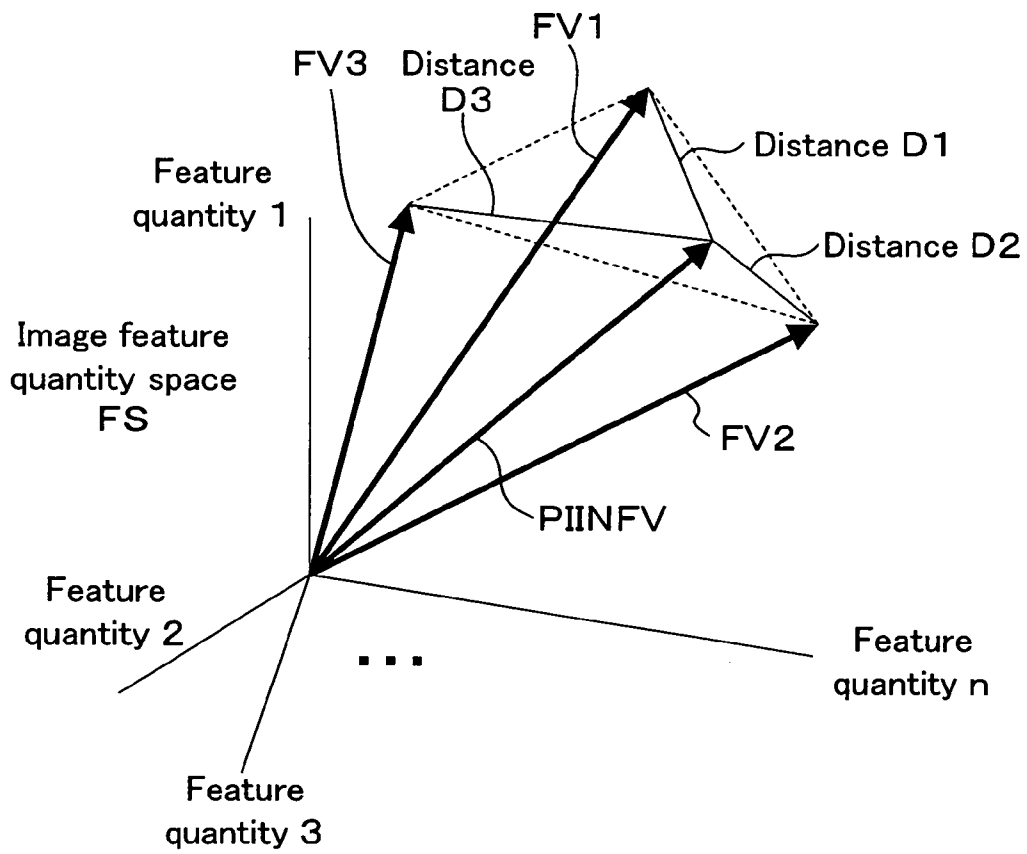 FV1
FV3
Distance
D3
Distance D1
Feature
quantity 1
Distance D2
Image feature
quantity space
FS
FV2
PIINFV
Feature
quantity 2
Feature
quantity n
Feature
quantity 3